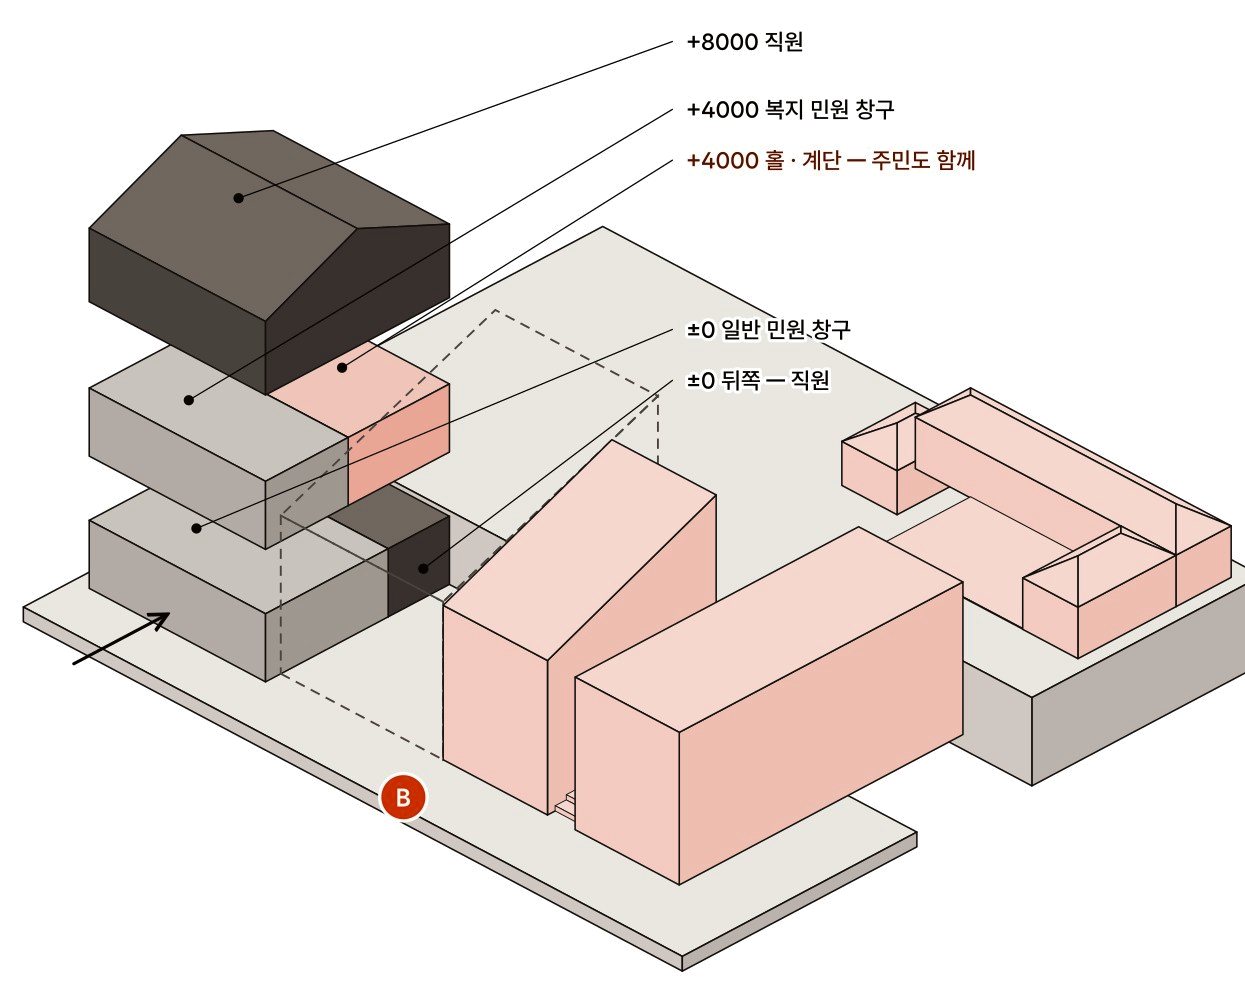 +8000 직원
+4000 복지 민원 창구
+4000 홀 · 계단 — 주민도 함께
±0 일반 민원 창구
±0 뒤쪽 — 직원
B